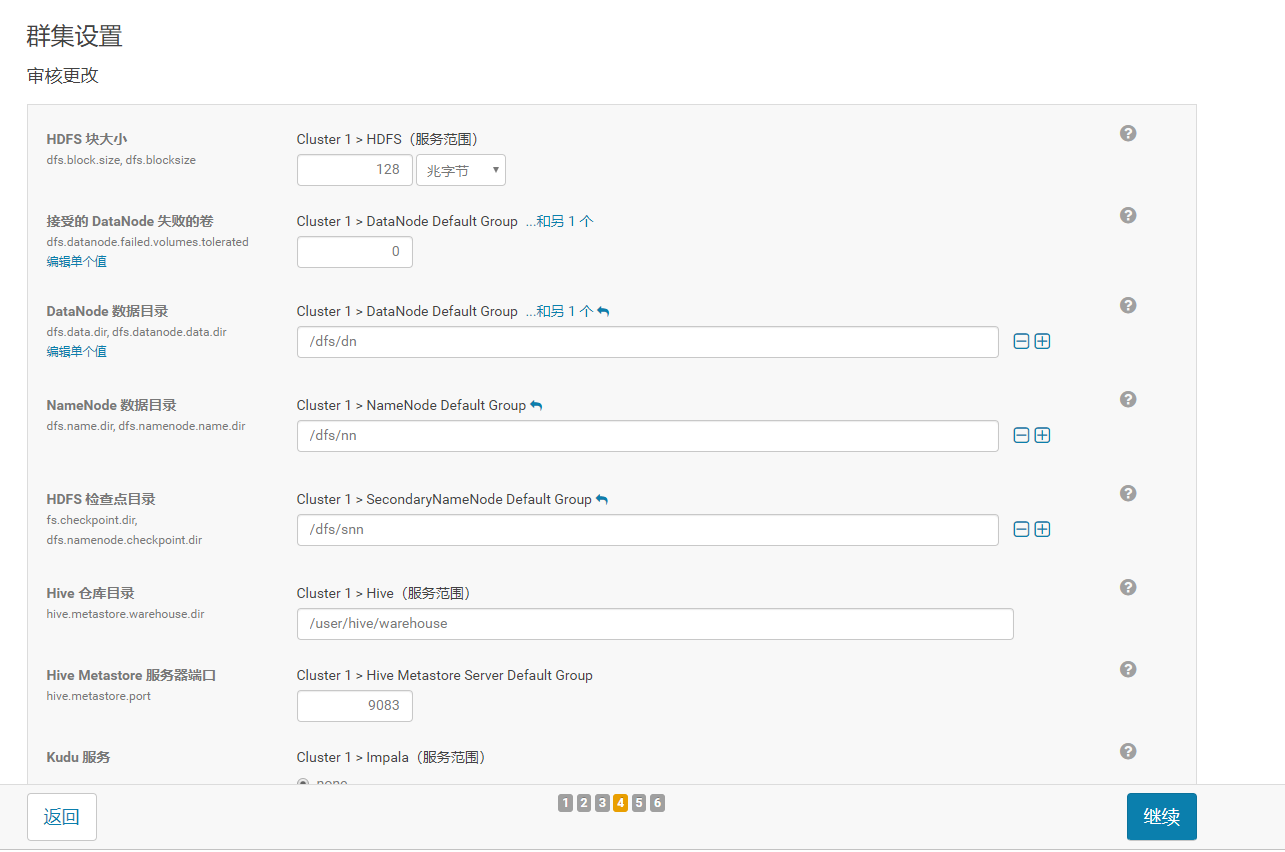 群集设置
审核更改
HDFS 块大小
dfs.block.size, dfs.blocksize
Cluster 1 > HDFS（服务范围）
128 兆字节
接受的 DataNode 失败的卷
dfs.datanode.failed.volumes.tolerated
编辑单个值
Cluster 1 > DataNode Default Group ...和另 1 个
0
DataNode 数据目录
dfs.data.dir, dfs.datanode.data.dir
编辑单个值
Cluster 1 > DataNode Default Group ...和另 1 个
/dfs/dn
NameNode 数据目录
dfs.name.dir, dfs.namenode.name.dir
Cluster 1 > NameNode Default Group
/dfs/nn
HDFS 检查点目录
fs.checkpoint.dir,
dfs.namenode.checkpoint.dir
Cluster 1 > SecondaryNameNode Default Group
/dfs/snn
Hive 仓库目录
hive.metastore.warehouse.dir
Cluster 1 > Hive（服务范围）
/user/hive/warehouse
Hive Metastore 服务器端口
hive.metastore.port
Cluster 1 > Hive Metastore Server Default Group
9083
Kudu 服务
Cluster 1 > Impala（服务范围）
none
返回
1 2 3 4 5 6
继续